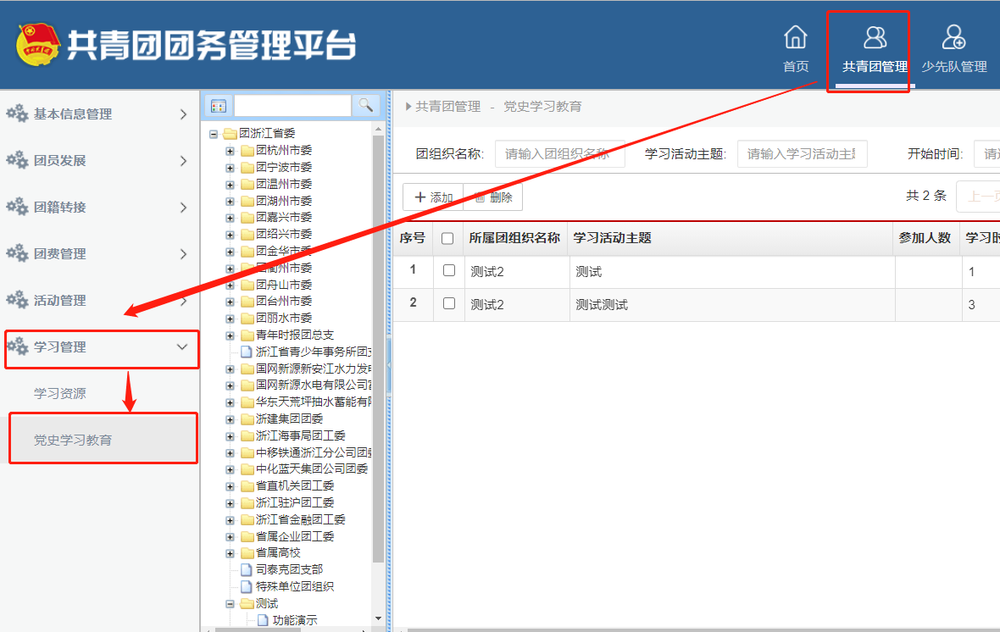 共青团团务管理平台
首页
共青团管理
少先队管理
基本信息管理
团员发展
团籍转接
团费管理
活动管理
学习管理
学习资源
党史学习教育
团浙江省委
团杭州市委
团宁波市委
团温州市委
团湖州市委
团嘉兴市委
团绍兴市委
团金华市委
团衢州市委
团舟山市委
团台州市委
团丽水市委
青年时报团总支
浙江省青少年事务所团
国网新源新安江水力发
国网新源水电有限公司
华东天荒坪抽水蓄能有
浙建集团团委
浙江海事局团工委
中移铁通浙江分公司团
中化蓝天集团公司团委
省直机关团工委
浙江驻沪团工委
浙江省金融团工委
省属企业团工委
省属高校
司泰克团支部
特殊单位团组织
测试
功能演示
共青团管理 - 党史学习教育
团组织名称: 请输入团组织名称 学习活动主题: 请输入学习活动主 开始时间: 请
添加 删除 共 2 条 上一
序号 所属团组织名称 学习活动主题 参加人数 学习时
1 测试2 测试 1
2 测试2 测试测试 3